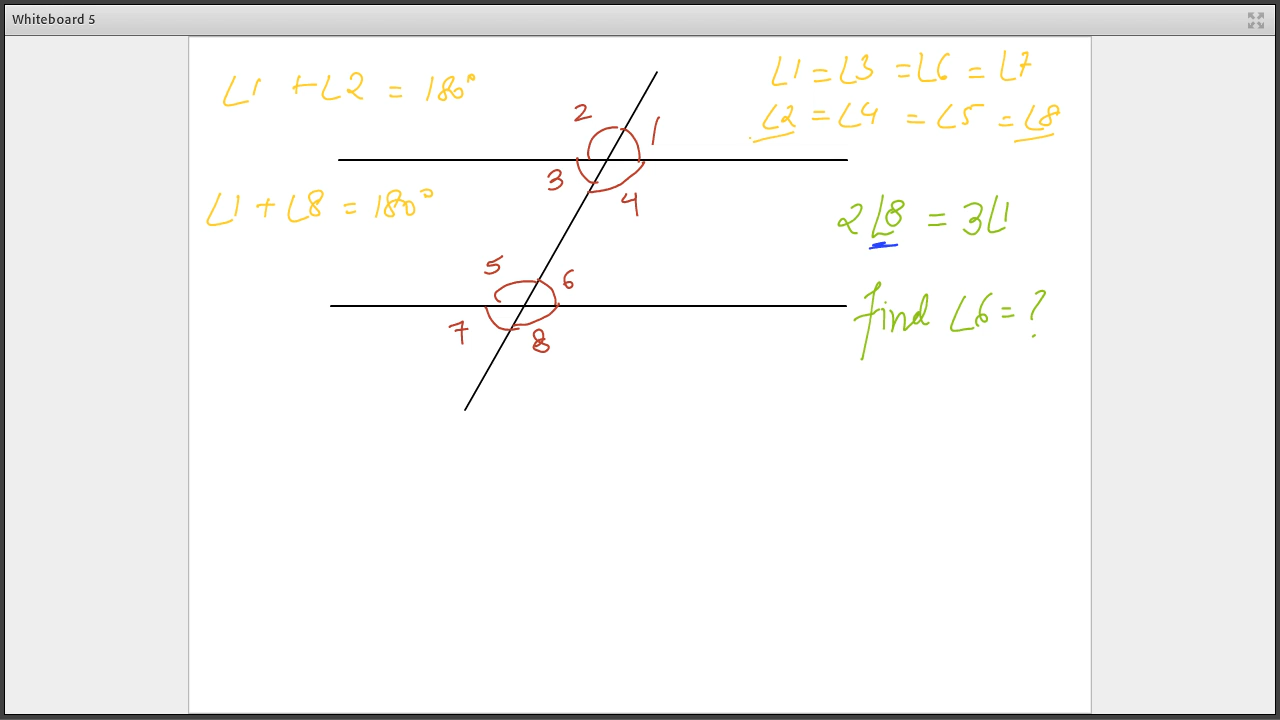 Whiteboard 5
∠1 + ∠2 = 180°
∠1 = ∠3 = ∠6 = ∠7
∠2 = ∠4 = ∠5 = ∠8
2
1
3
4
∠1 + ∠8 = 180°
2∠8 = 3∠1
5
6
7
8
find ∠6 = ?